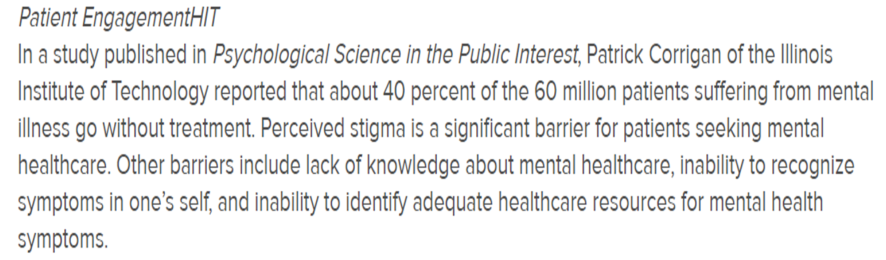 Patient EngagementHIT
In a study published in Psychological Science in the Public Interest, Patrick Corrigan of the Illinois
Institute of Technology reported that about 40 percent of the 60 million patients suffering from mental
illness go without treatment. Perceived stigma is a significant barrier for patients seeking mental
healthcare. Other barriers include lack of knowledge about mental healthcare, inability to recognize
symptoms in one’s self, and inability to identify adequate healthcare resources for mental health
symptoms.